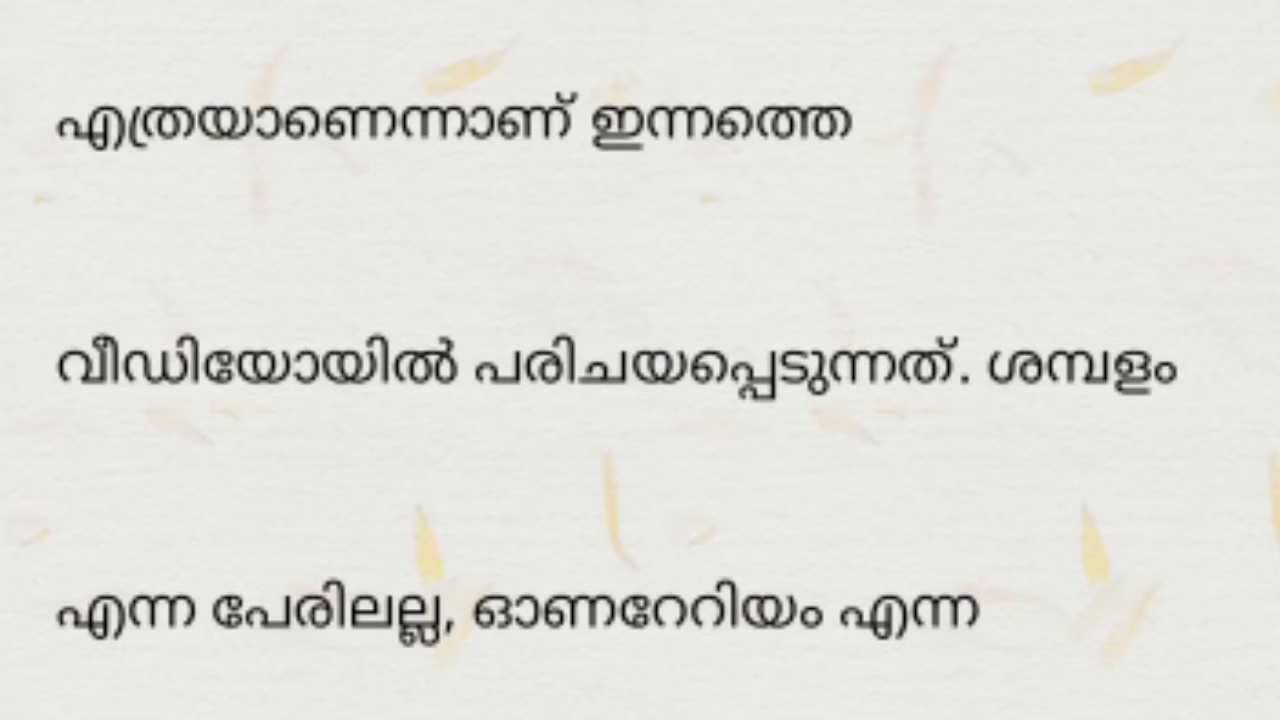 എത്രയാണെന്നാണ് ഇന്നത്തെ
വീഡിയോയിൽ പരിചയപ്പെടുന്നത്. ശമ്പളം
എന്ന പേരിലല്ല, ഓണറേറിയം എന്ന